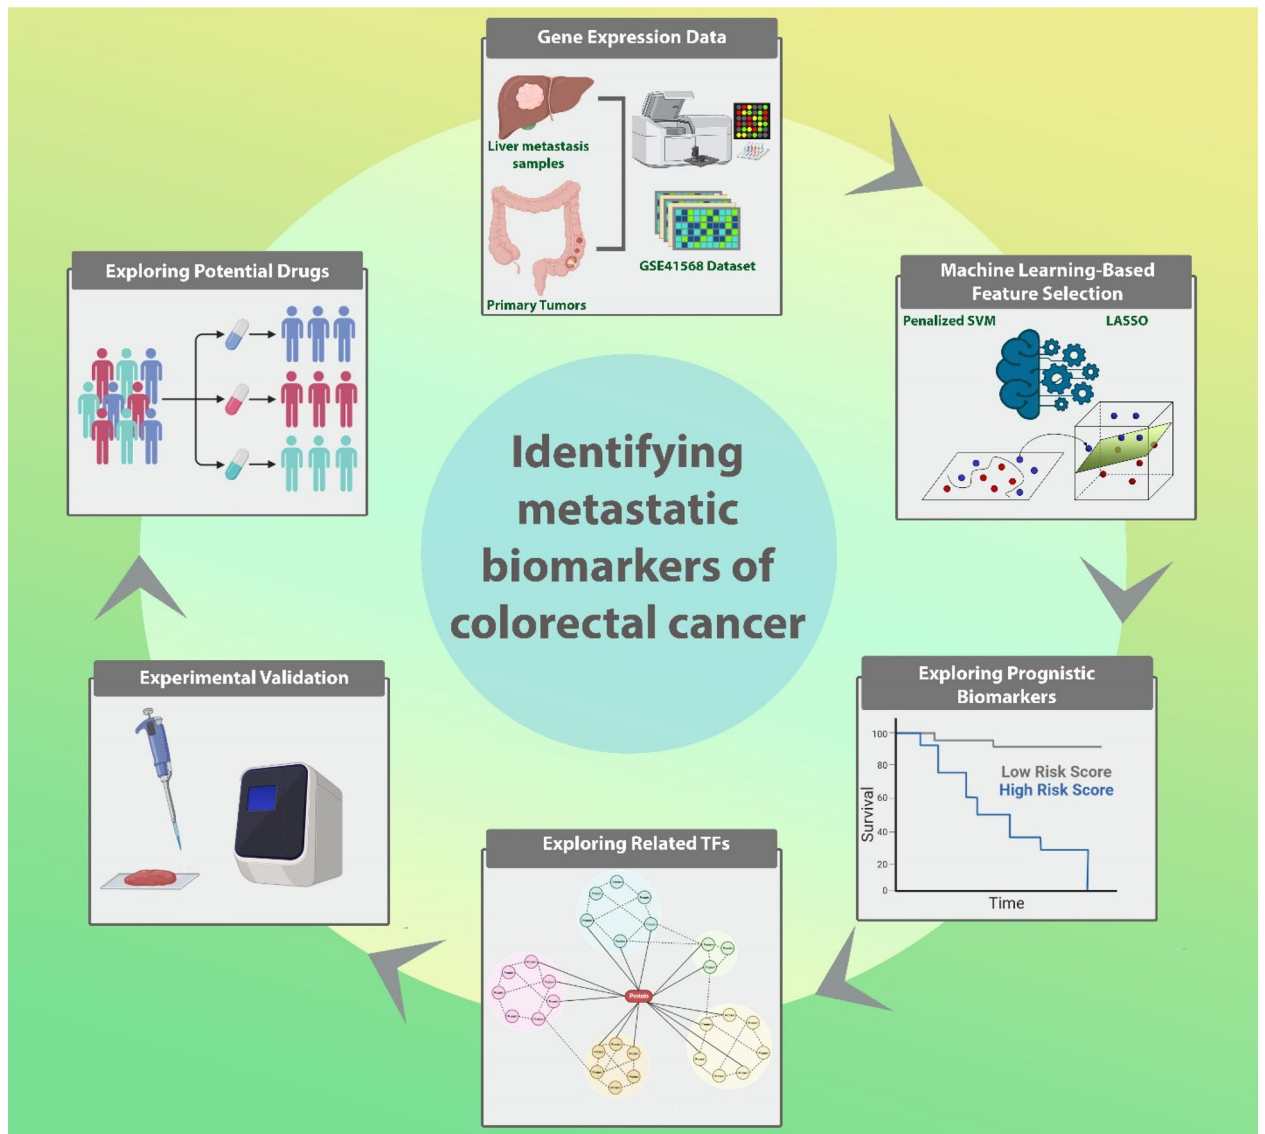 Gene Expression Data
Liver metastasis
samples
GSE41568 Dataset
Primary Tumors
Machine Learning-Based
Feature Selection
Penalized SVM
LASSO
Exploring Prognistic
Biomarkers
100
80
60
40
20
0
Survival
Low Risk Score
High Risk Score
Time
Exploring Related TFs
Protein
Experimental Validation
Exploring Potential Drugs
Identifying
metastatic
biomarkers of
colorectal cancer